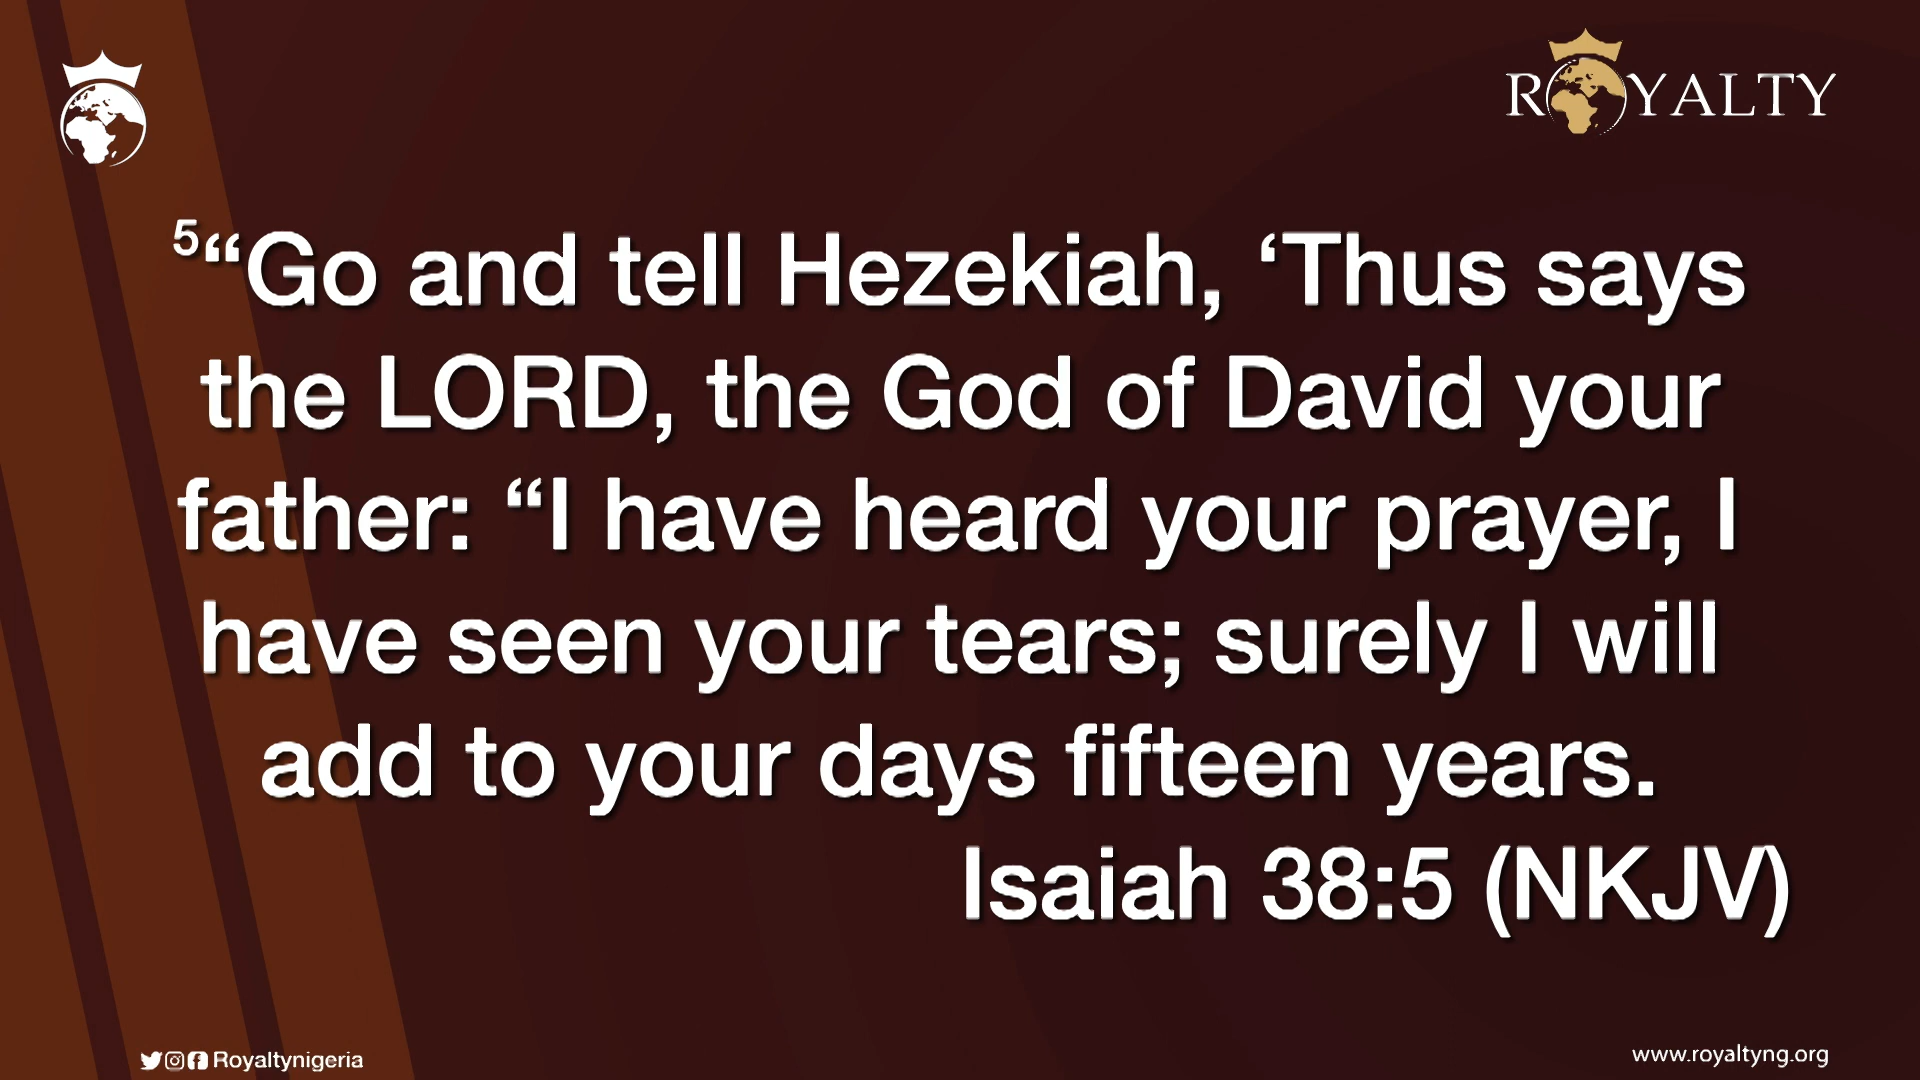 ROYALTY
⁵“Go and tell Hezekiah, ‘Thus says
the LORD, the God of David your
father: “I have heard your prayer, I
have seen your tears; surely I will
add to your days fifteen years.
Isaiah 38:5 (NKJV)
Royaltynigeria
www.royaltyng.org